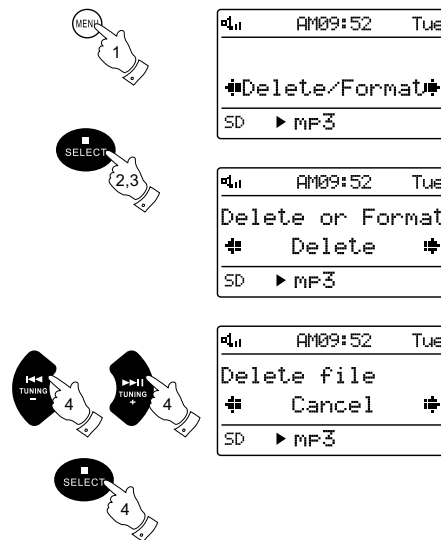 MENU
1
AM09:52 Tue
Delete/Format
SD ▶ MP3
SELECT
2,3
AM09:52 Tue
Delete or Format
Delete
SD ▶ MP3
TUNING
−
4
TUNING
+
4
AM09:52 Tue
Delete file
Cancel
SD ▶ MP3
SELECT
4